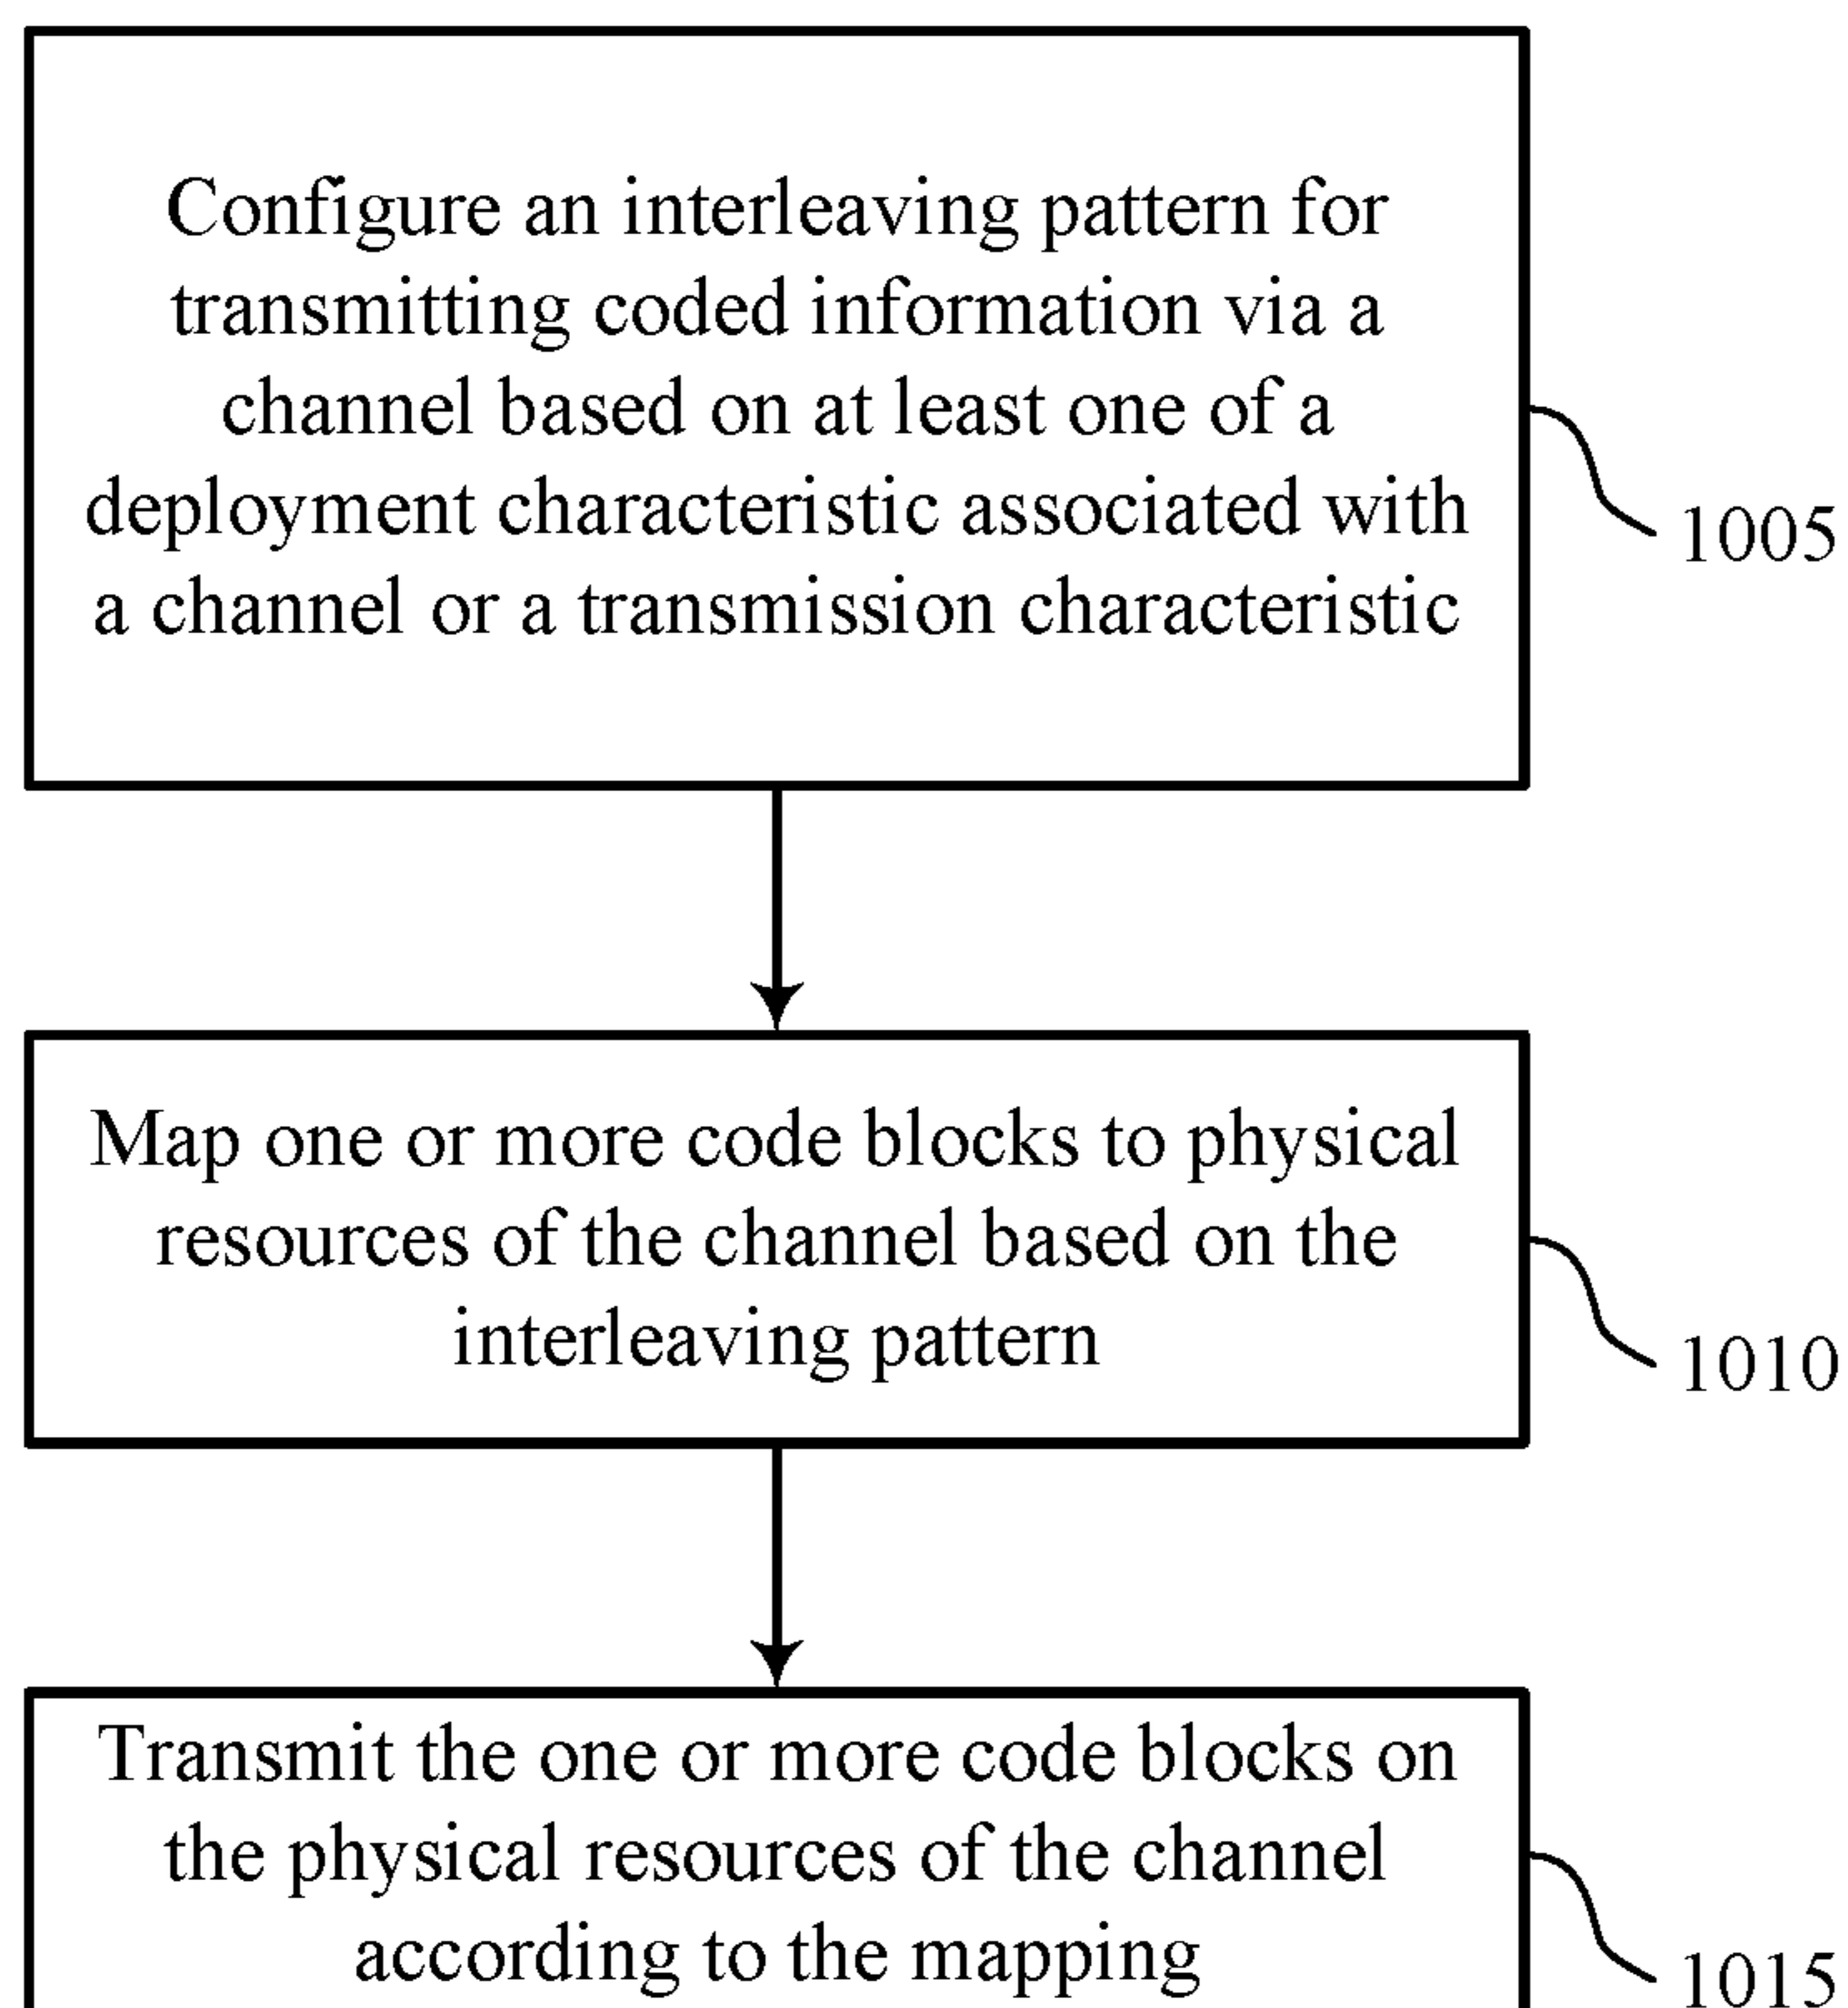 Configure an interleaving pattern for
transmitting coded information via a
channel based on at least one of a
deployment characteristic associated with
a channel or a transmission characteristic
1005
Map one or more code blocks to physical
resources of the channel based on the
interleaving pattern
1010
Transmit the one or more code blocks on
the physical resources of the channel
according to the mapping
1015